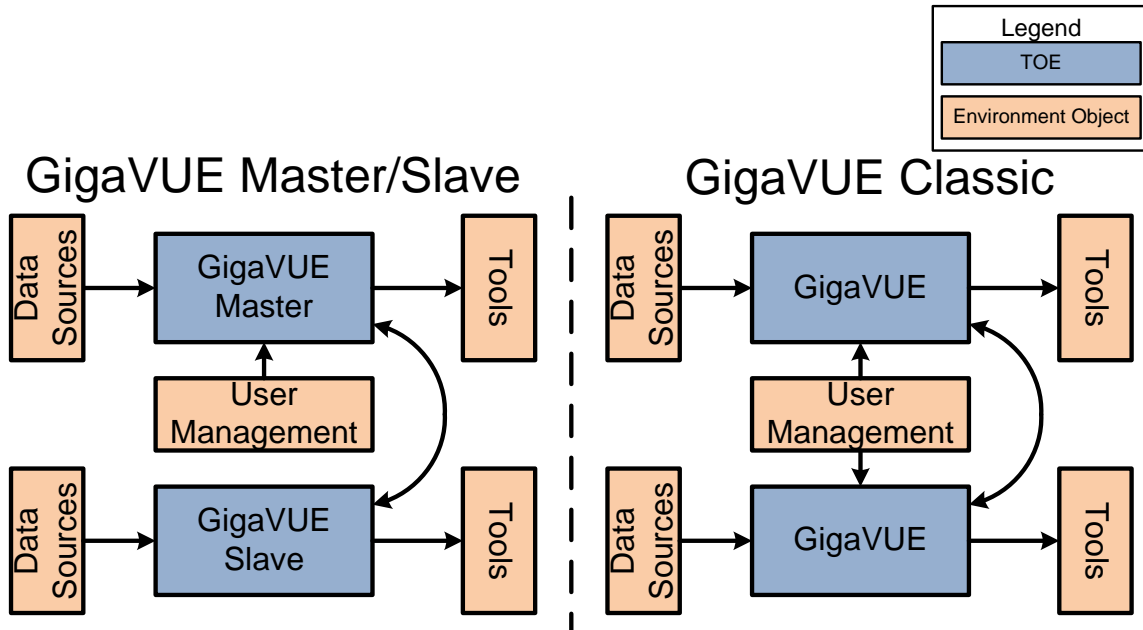 Legend
TOE
Environment Object
GigaVUE Master/Slave
Data
Sources
GigaVUE
Master
Tools
User
Management
Data
Sources
GigaVUE
Slave
Tools
GigaVUE Classic
Data
Sources
GigaVUE
Tools
User
Management
Data
Sources
GigaVUE
Tools